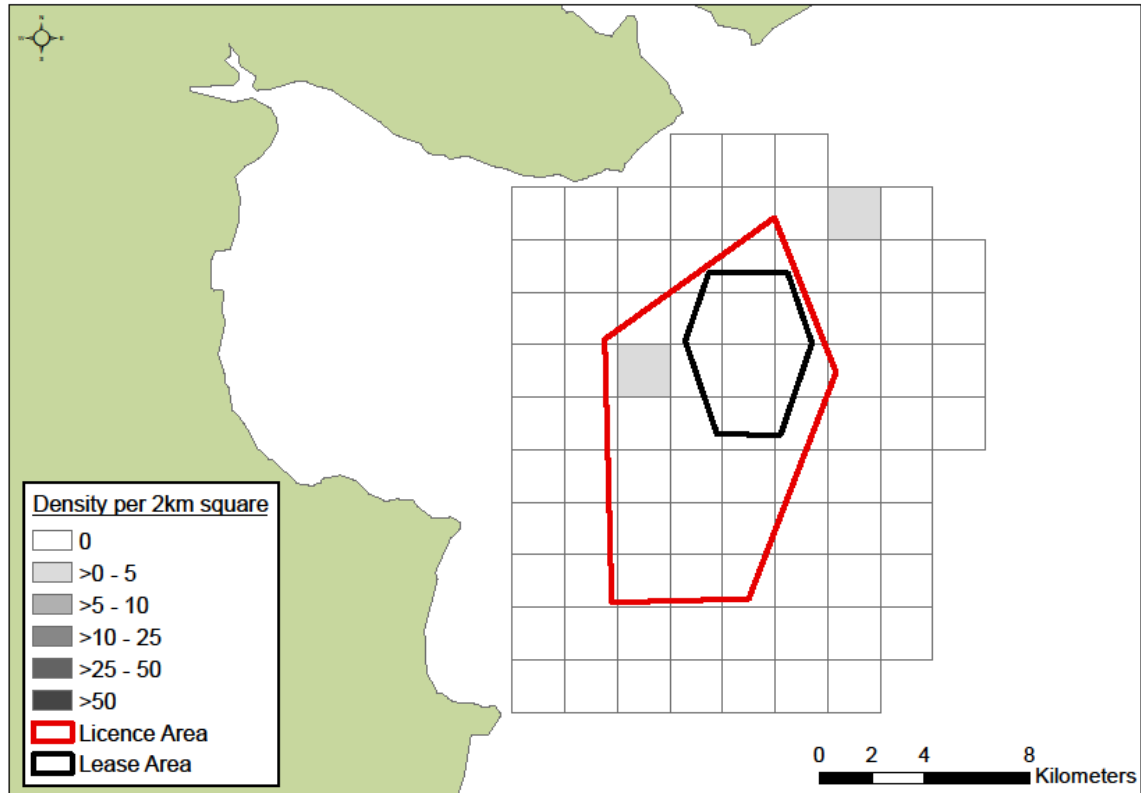 N
E
S
Density per 2km square
0
>0 - 5
>5 - 10
>10 - 25
>25 - 50
>50
Licence Area
Lease Area
0 2 4 8
Kilometers